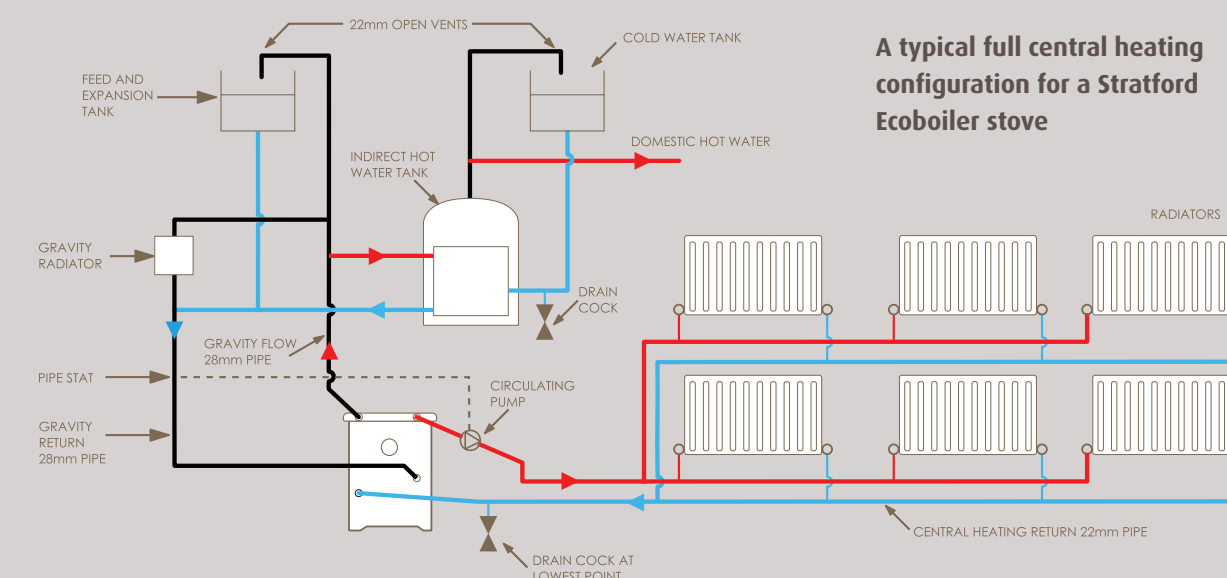 22mm OPEN VENTS
COLD WATER TANK
A typical full central heating
configuration for a Stratford
Ecoboiler stove
FEED AND
EXPANSION
TANK
DOMESTIC HOT WATER
INDIRECT HOT
WATER TANK
RADIATORS
GRAVITY
RADIATOR
DRAIN
COCK
GRAVITY FLOW
28mm PIPE
PIPE STAT
CIRCULATING
PUMP
GRAVITY
RETURN
28mm PIPE
CENTRAL HEATING RETURN 22mm PIPE
DRAIN COCK AT
LOWEST POINT